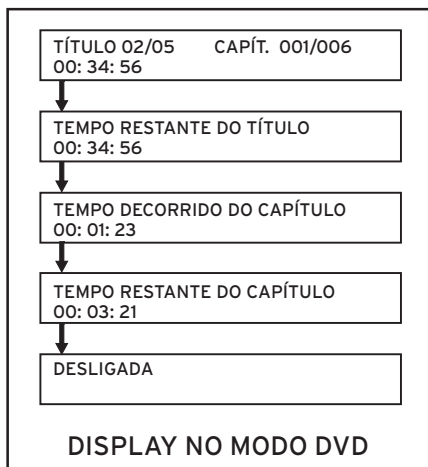 TÍTULO 02/05 CAPÍT. 001/006
00: 34: 56
TEMPO RESTANTE DO TÍTULO
00: 34: 56
TEMPO DECORRIDO DO CAPÍTULO
00: 01: 23
TEMPO RESTANTE DO CAPÍTULO
00: 03: 21
DESLIGADA
DISPLAY NO MODO DVD